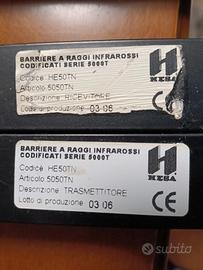 BARRIERE A RAGGI INFRAROSSI
CODIFICATI SERIE 5000T
Codice HE50TN
Articolo 5050TN
Descrizione RICEVITORE
Lotto di produzione 03 06
HESA
CE
BARRIERE A RAGGI INFRAROSSI
CODIFICATI SERIE 5000T
Codice HE50TN
Articolo 5050TN
Descrizione TRASMETTITORE
Lotto di produzione 03 06
HESA
CE
subito